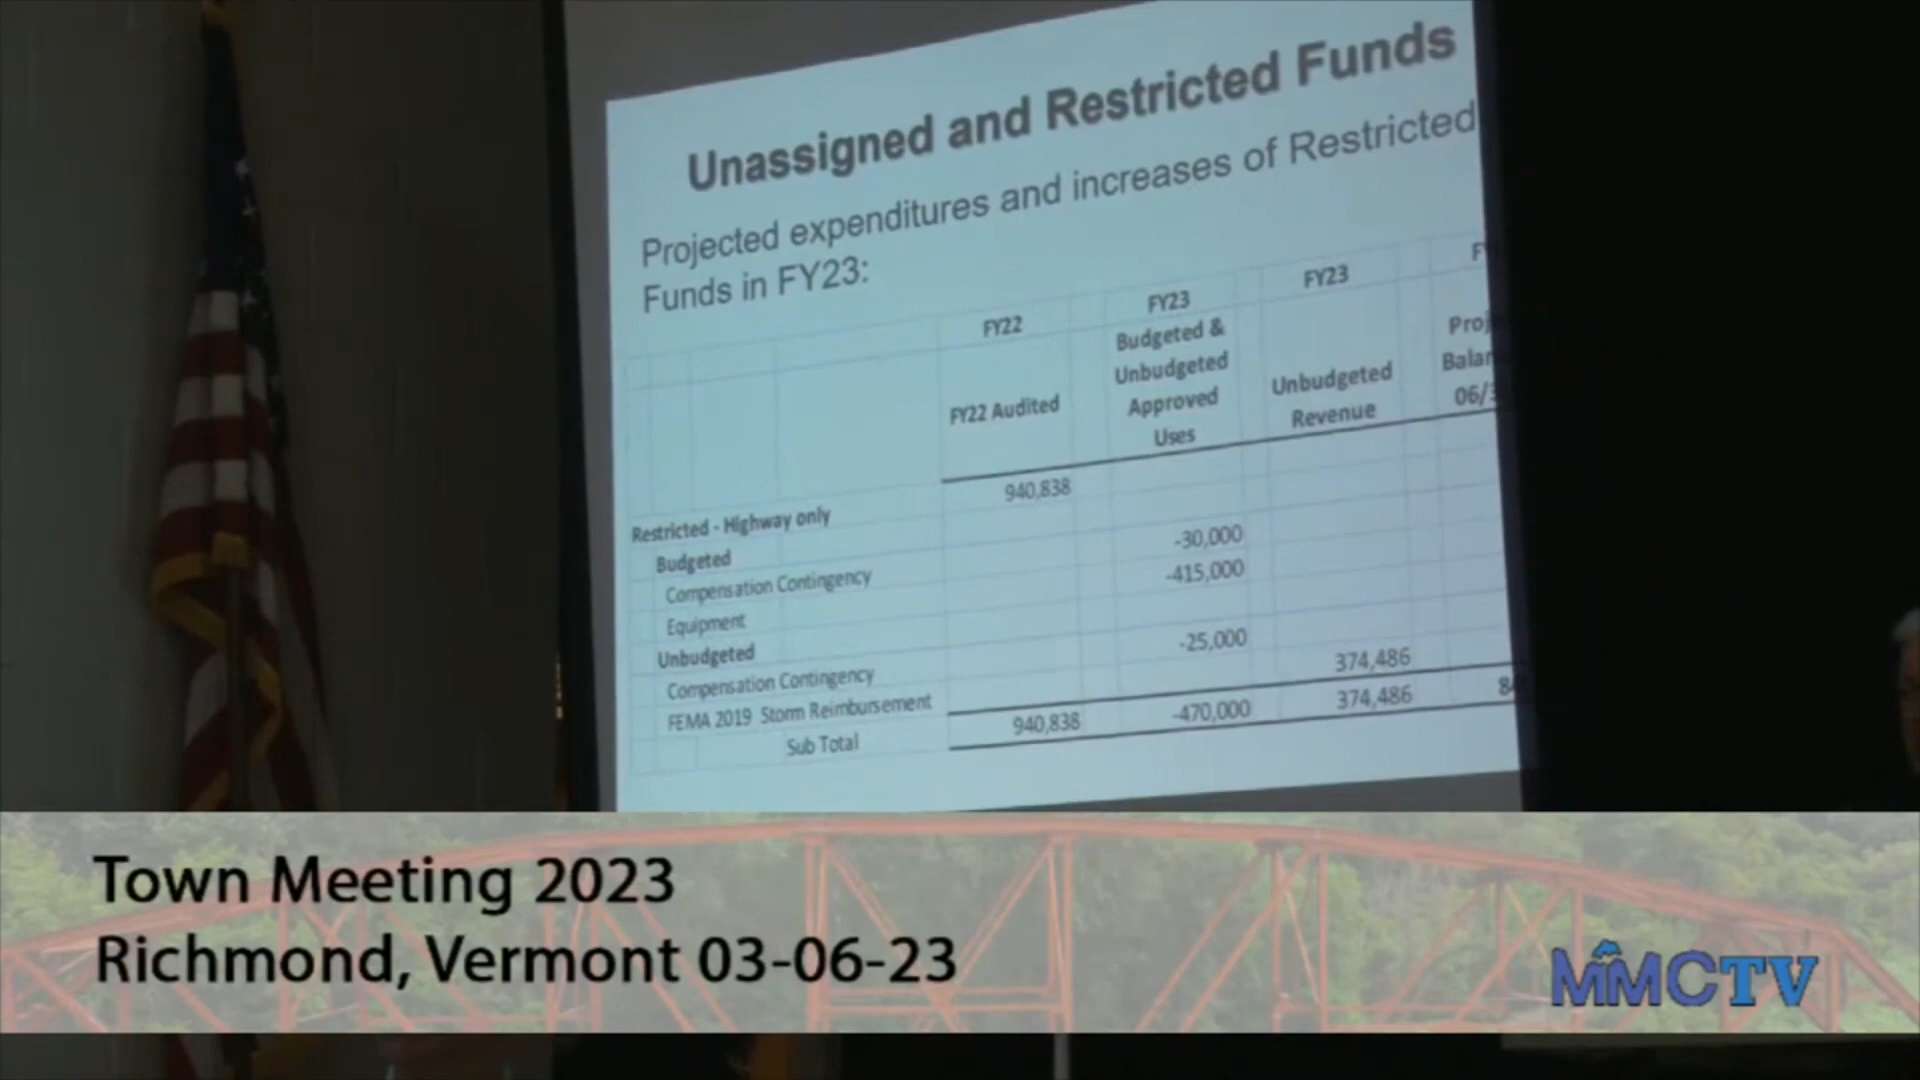 Unassigned and Restricted Funds
Projected expenditures and increases of Restricted
Funds in FY23:
FY22 FY23 FY23
FY22 Audited Budgeted & Unbudgeted Approved Uses Unbudgeted Revenue
Restricted - Highway only 940,838
Budgeted
Compensation Contingency -30,000
Equipment -415,000
Unbudgeted
Compensation Contingency -25,000
FEMA 2019 Storm Reimbursement 374,486
Sub Total 940,838 -470,000 374,486
Town Meeting 2023
Richmond, Vermont 03-06-23
MMCTV